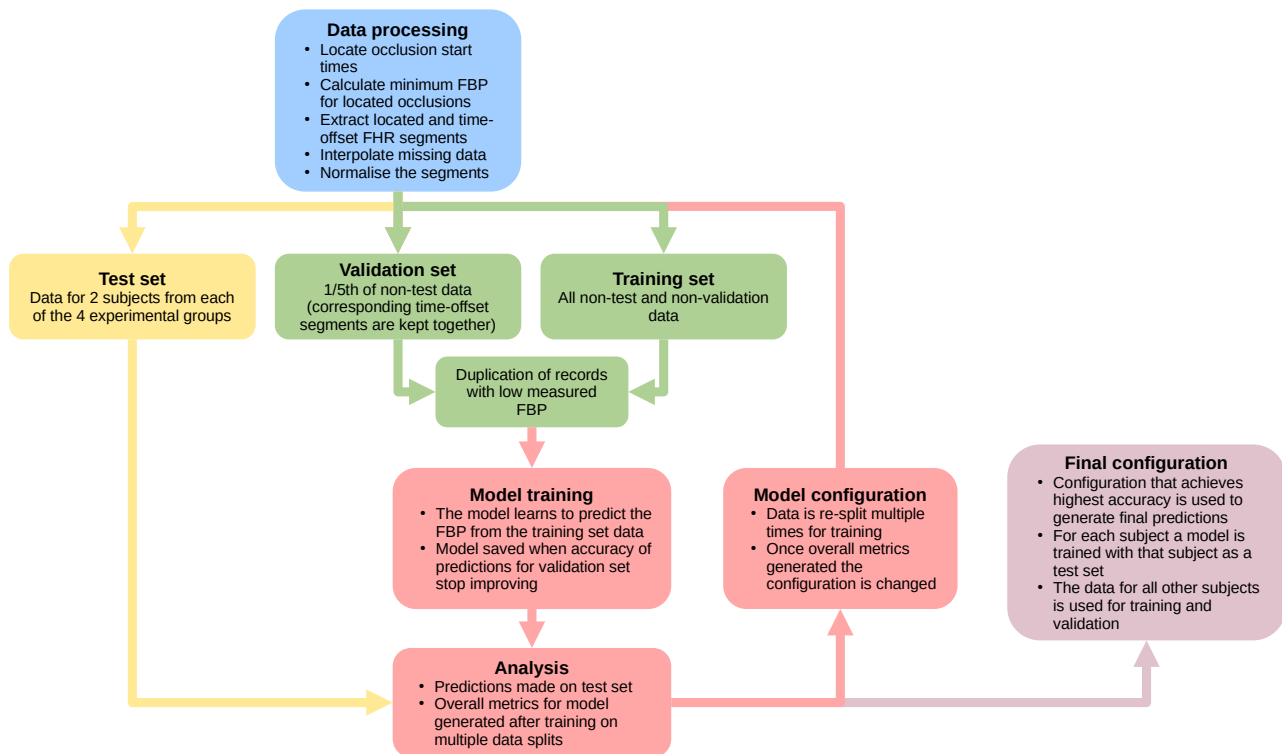 Data processing
• Locate occlusion start
times
• Calculate minimum FBP
for located occlusions
• Extract located and time-
offset FHR segments
• Interpolate missing data
• Normalise the segments
Test set
Data for 2 subjects from each
of the 4 experimental groups
Validation set
1/5th of non-test data
(corresponding time-offset
segments are kept together)
Training set
All non-test and non-validation
data
Duplication of records
with low measured
FBP
Model training
• The model learns to predict the
FBP from the training set data
• Model saved when accuracy of
predictions for validation set
stop improving
Model configuration
• Data is re-split multiple
times for training
• Once overall metrics
generated the
configuration is changed
Final configuration
• Configuration that achieves
highest accuracy is used to
generate final predictions
• For each subject a model is
trained with that subject as a
test set
• The data for all other subjects
is used for training and
validation
Analysis
• Predictions made on test set
• Overall metrics for model
generated after training on
multiple data splits